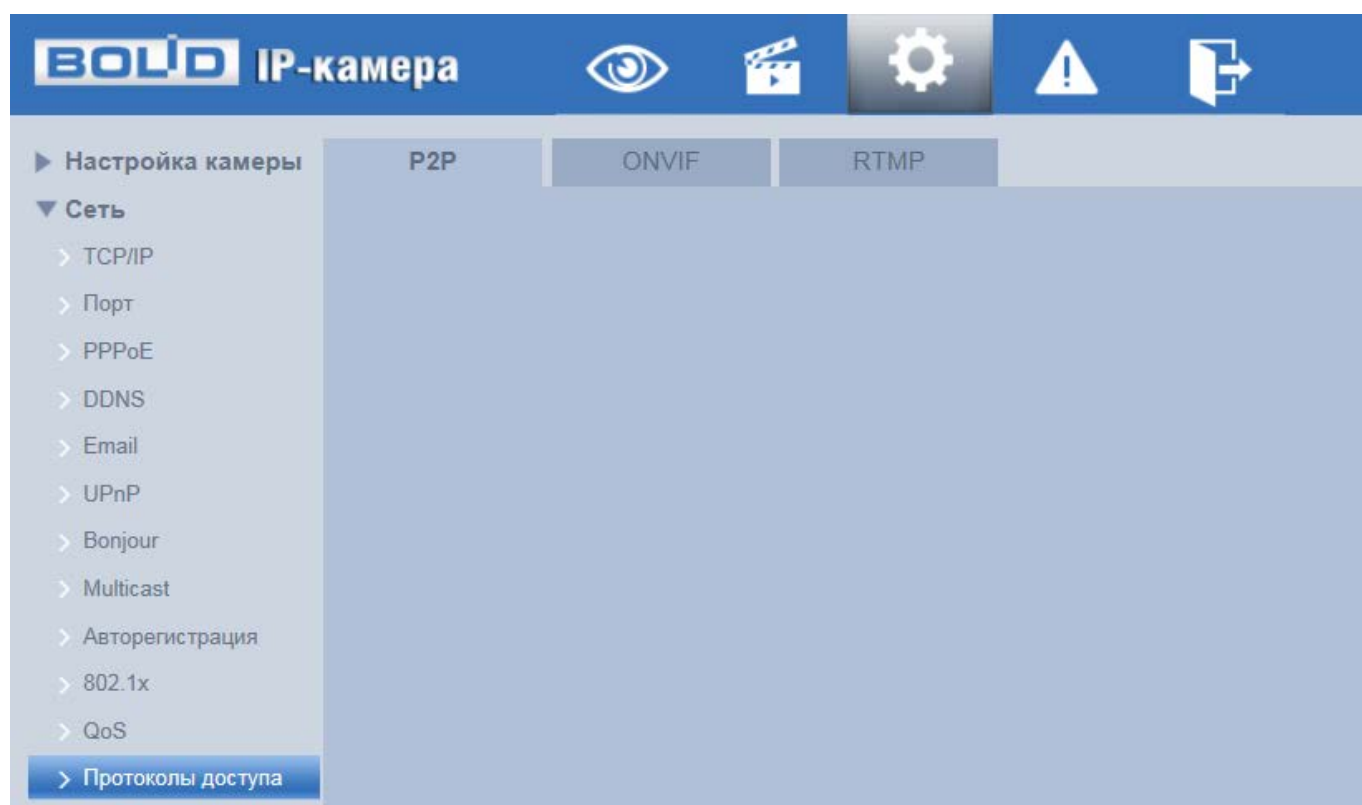 BOLID IP-камера
Настройка камеры
P2P
ONVIF
RTMP
Сеть
TCP/IP
Порт
PPPoE
DDNS
Email
UPnP
Bonjour
Multicast
Авторегистрация
802.1x
QoS
Протоколы доступа